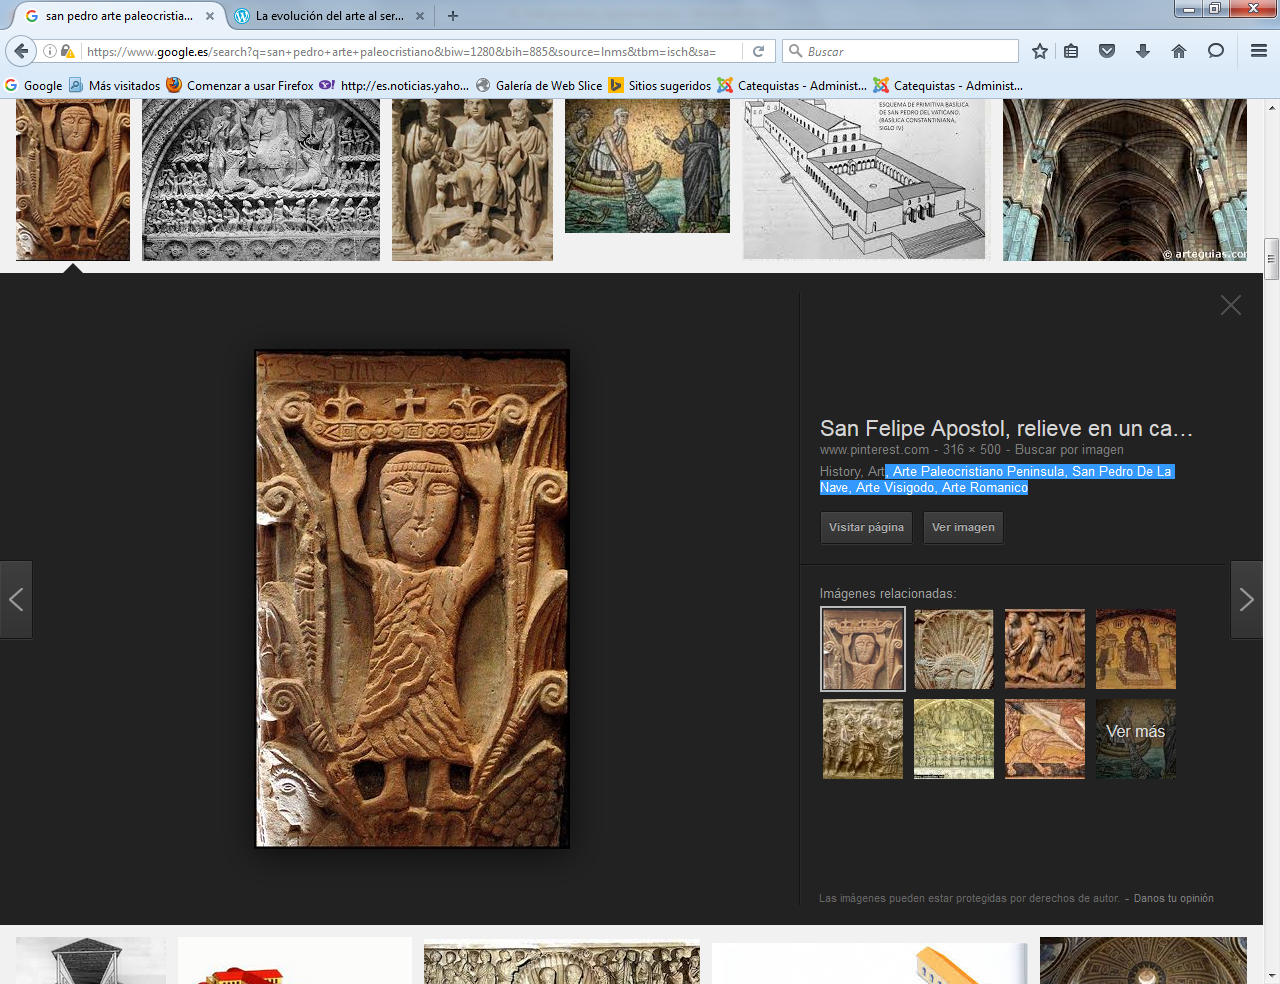 san pedro arte paleocristia...
La evolución del arte al ser...
https://www.google.es/search?q=san+pedro+arte+paleocristiano&biw=1280&bih=885&source=lnms&tbm=isch&sa=
Buscar
Google
Más visitados
Comenzar a usar Firefox
http://es.noticias.yaho...
Galería de Web Slice
Sitios sugeridos
Catequistas - Administ...
Catequistas - Administ...
ESQUEMA DE PRIMITIVA BASÍLICA
DE SAN PEDRO DEL VATICANO.
(BASÍLICA CONSTANTINIANA,
SIGLO IV)
© arteguias.com
San Felipe Apostol, relieve en un ca...
www.pinterest.com - 316 × 500 - Buscar por imagen
History, Art, Arte Paleocristiano Peninsula, San Pedro De La
Nave, Arte Visigodo, Arte Romanico
Visitar página
Ver imagen
Imágenes relacionadas:
Ver más
Las imágenes pueden estar protegidas por derechos de autor. - Danos tu opinión